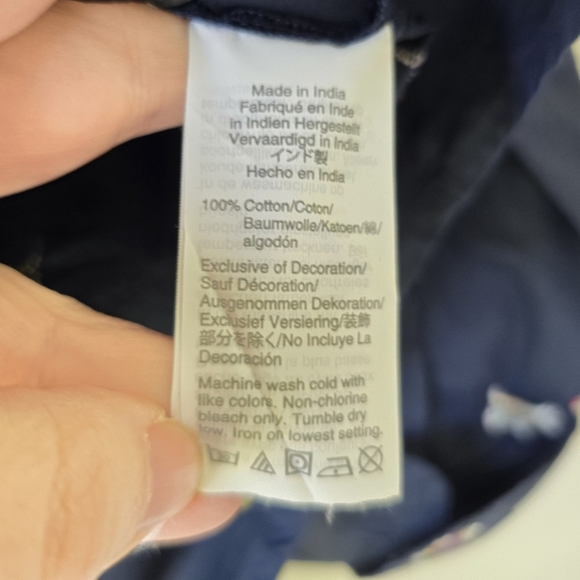 Made in India
Fabriqué en Inde
in Indien Hergestellt
Vervaardigd in India
インド製
Hecho en India
100% Cotton/Coton/
Baumwolle/Katoen/綿/
algodón
Exclusive of Decoration/
Sauf Décoration/
Ausgenommen Dekoration/
Exclusief Versiering/装飾
部分を除く/No Incluye La
Decoración
Machine wash cold with
like colors. Non-chlorine
bleach only. Tumble dry
low. Iron on lowest setting.